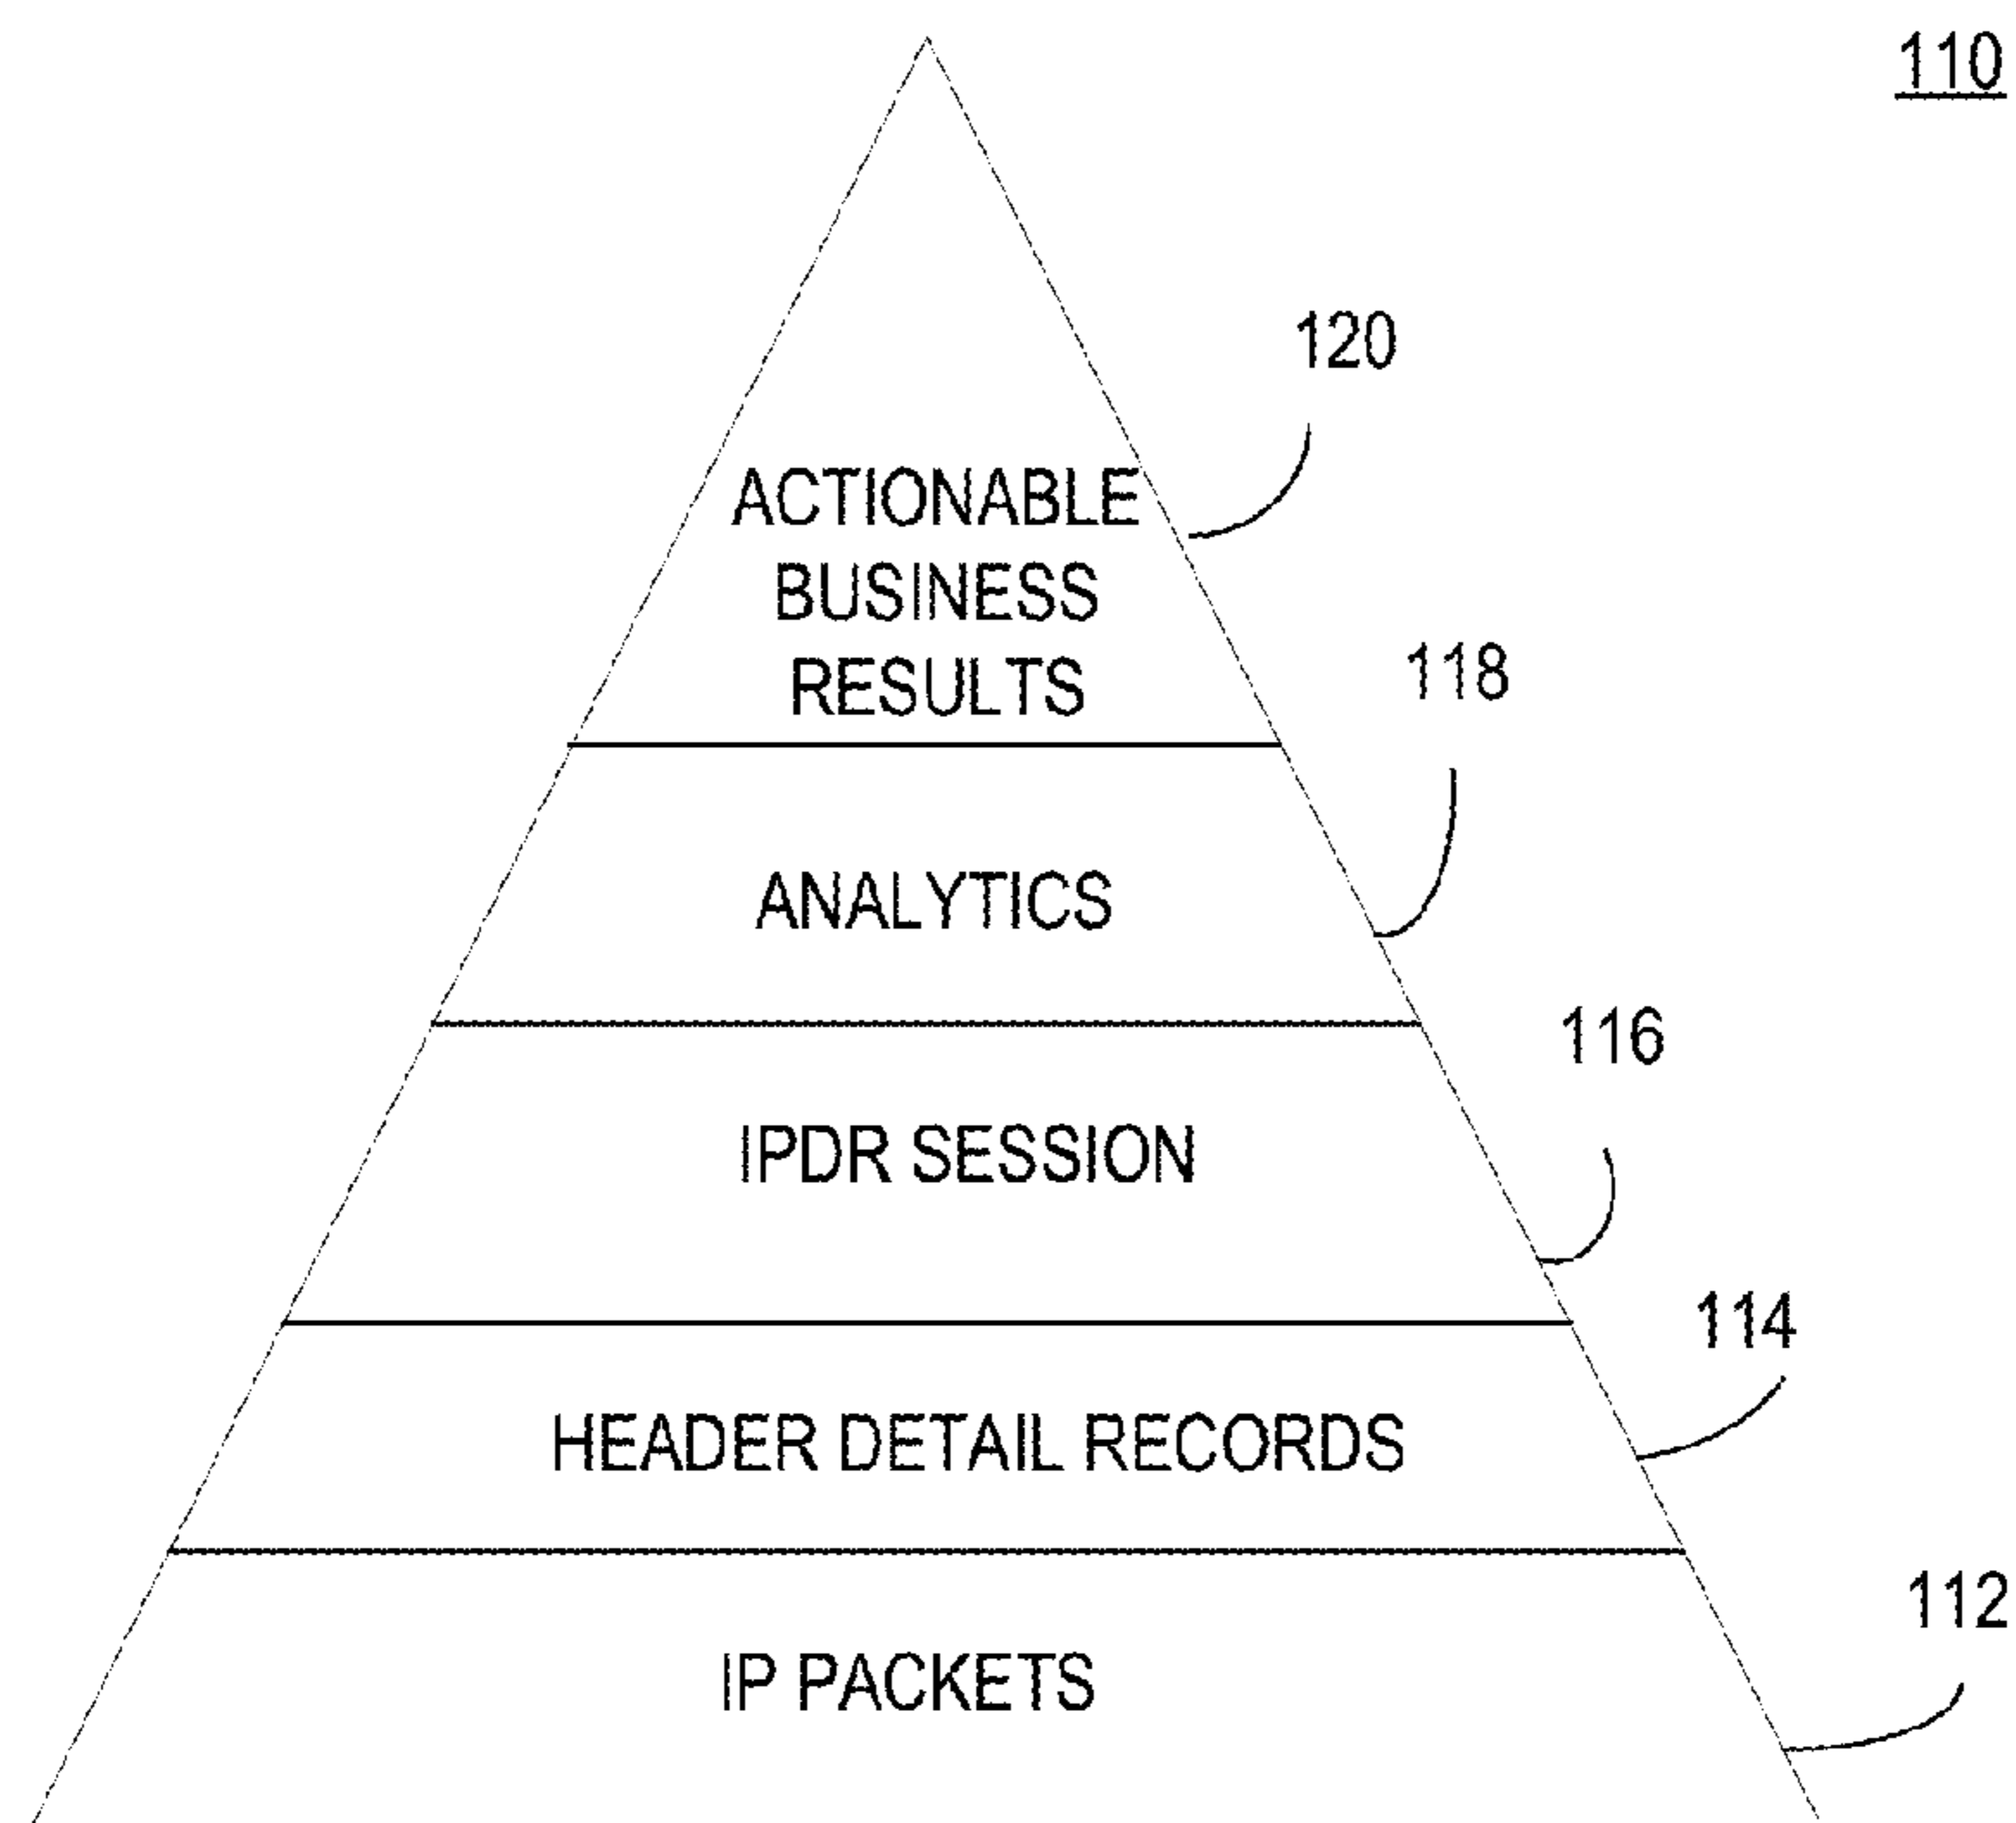 110
120
ACTIONABLE
BUSINESS
RESULTS
118
ANALYTICS
116
IPDR SESSION
114
HEADER DETAIL RECORDS
112
IP PACKETS